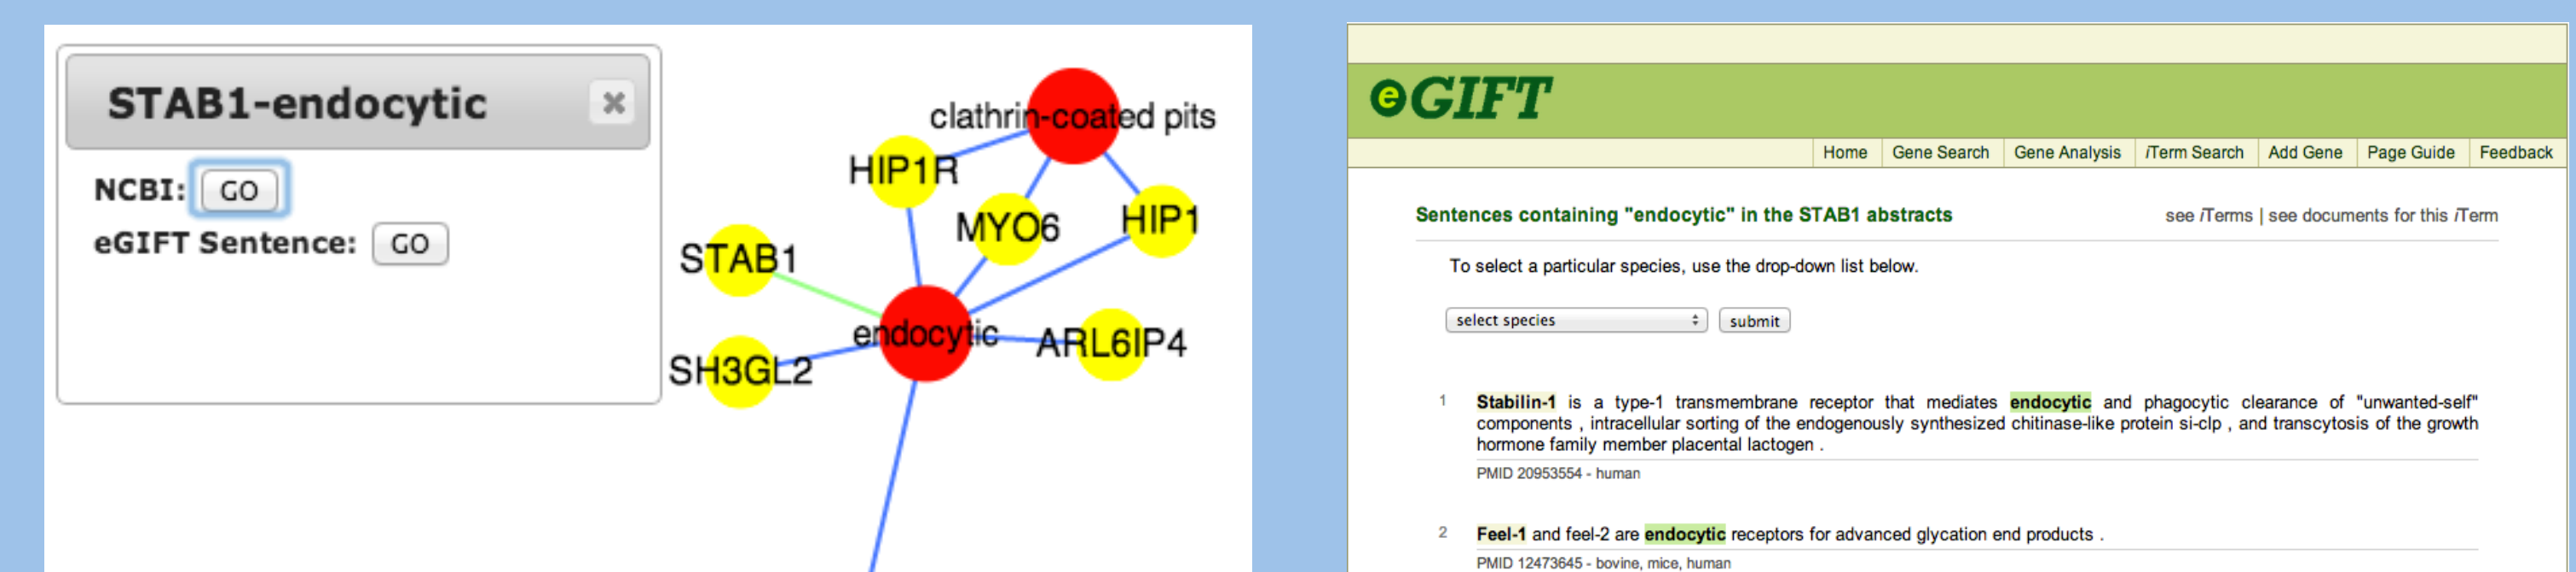 STAB1-endocytic
×
NCBI: GO
eGIFT Sentence: GO
clathrin-coated pits
HIP1R
MYO6
HIP1
STAB1
endocytic
ARL6IP4
SH3GL2
eGIFT
Home
Gene Search
Gene Analysis
iTerm Search
Add Gene
Page Guide
Feedback
Sentences containing "endocytic" in the STAB1 abstracts
see iTerms | see documents for this iTerm
To select a particular species, use the drop-down list below.
select species
submit
1 Stabilin-1 is a type-1 transmembrane receptor that mediates endocytic and phagocytic clearance of "unwanted-self"
components , intracellular sorting of the endogenously synthesized chitinase-like protein si-clp , and transcytosis of the growth
hormone family member placental lactogen .
PMID 20953554 - human
2 Feel-1 and feel-2 are endocytic receptors for advanced glycation end products .
PMID 12473645 - bovine, mice, human